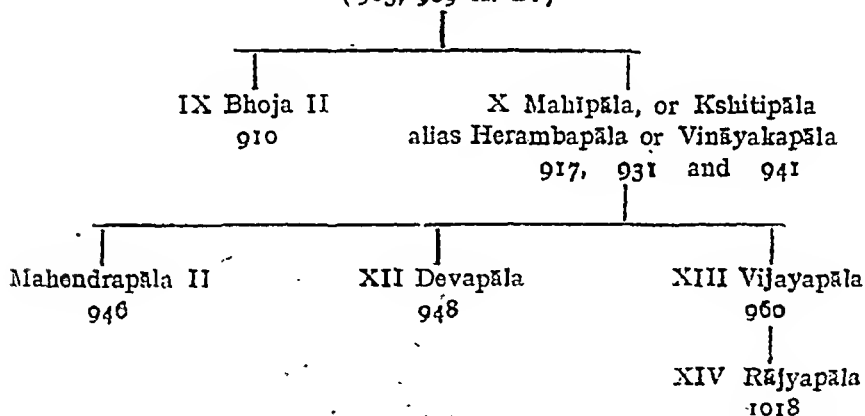 IX Bhoja II
910
X Mahīpāla, or Kshitipāla
alias Herambapāla or Vināyakapāla
917, 931 and 941
Mahendrapāla II
946
XII Devapāla
948
XIII Vijayapāla
960
XIV Rājyapāla
1018